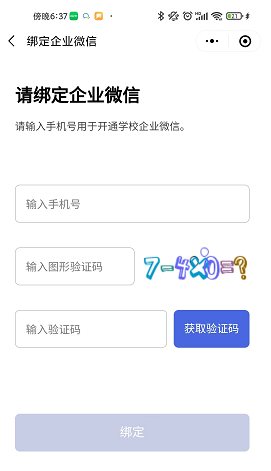 傍晚6:37
21
绑定企业微信
请绑定企业微信
请输入手机号用于开通学校企业微信。
输入手机号
输入图形验证码
7-4×0=?
输入验证码
获取验证码
绑定